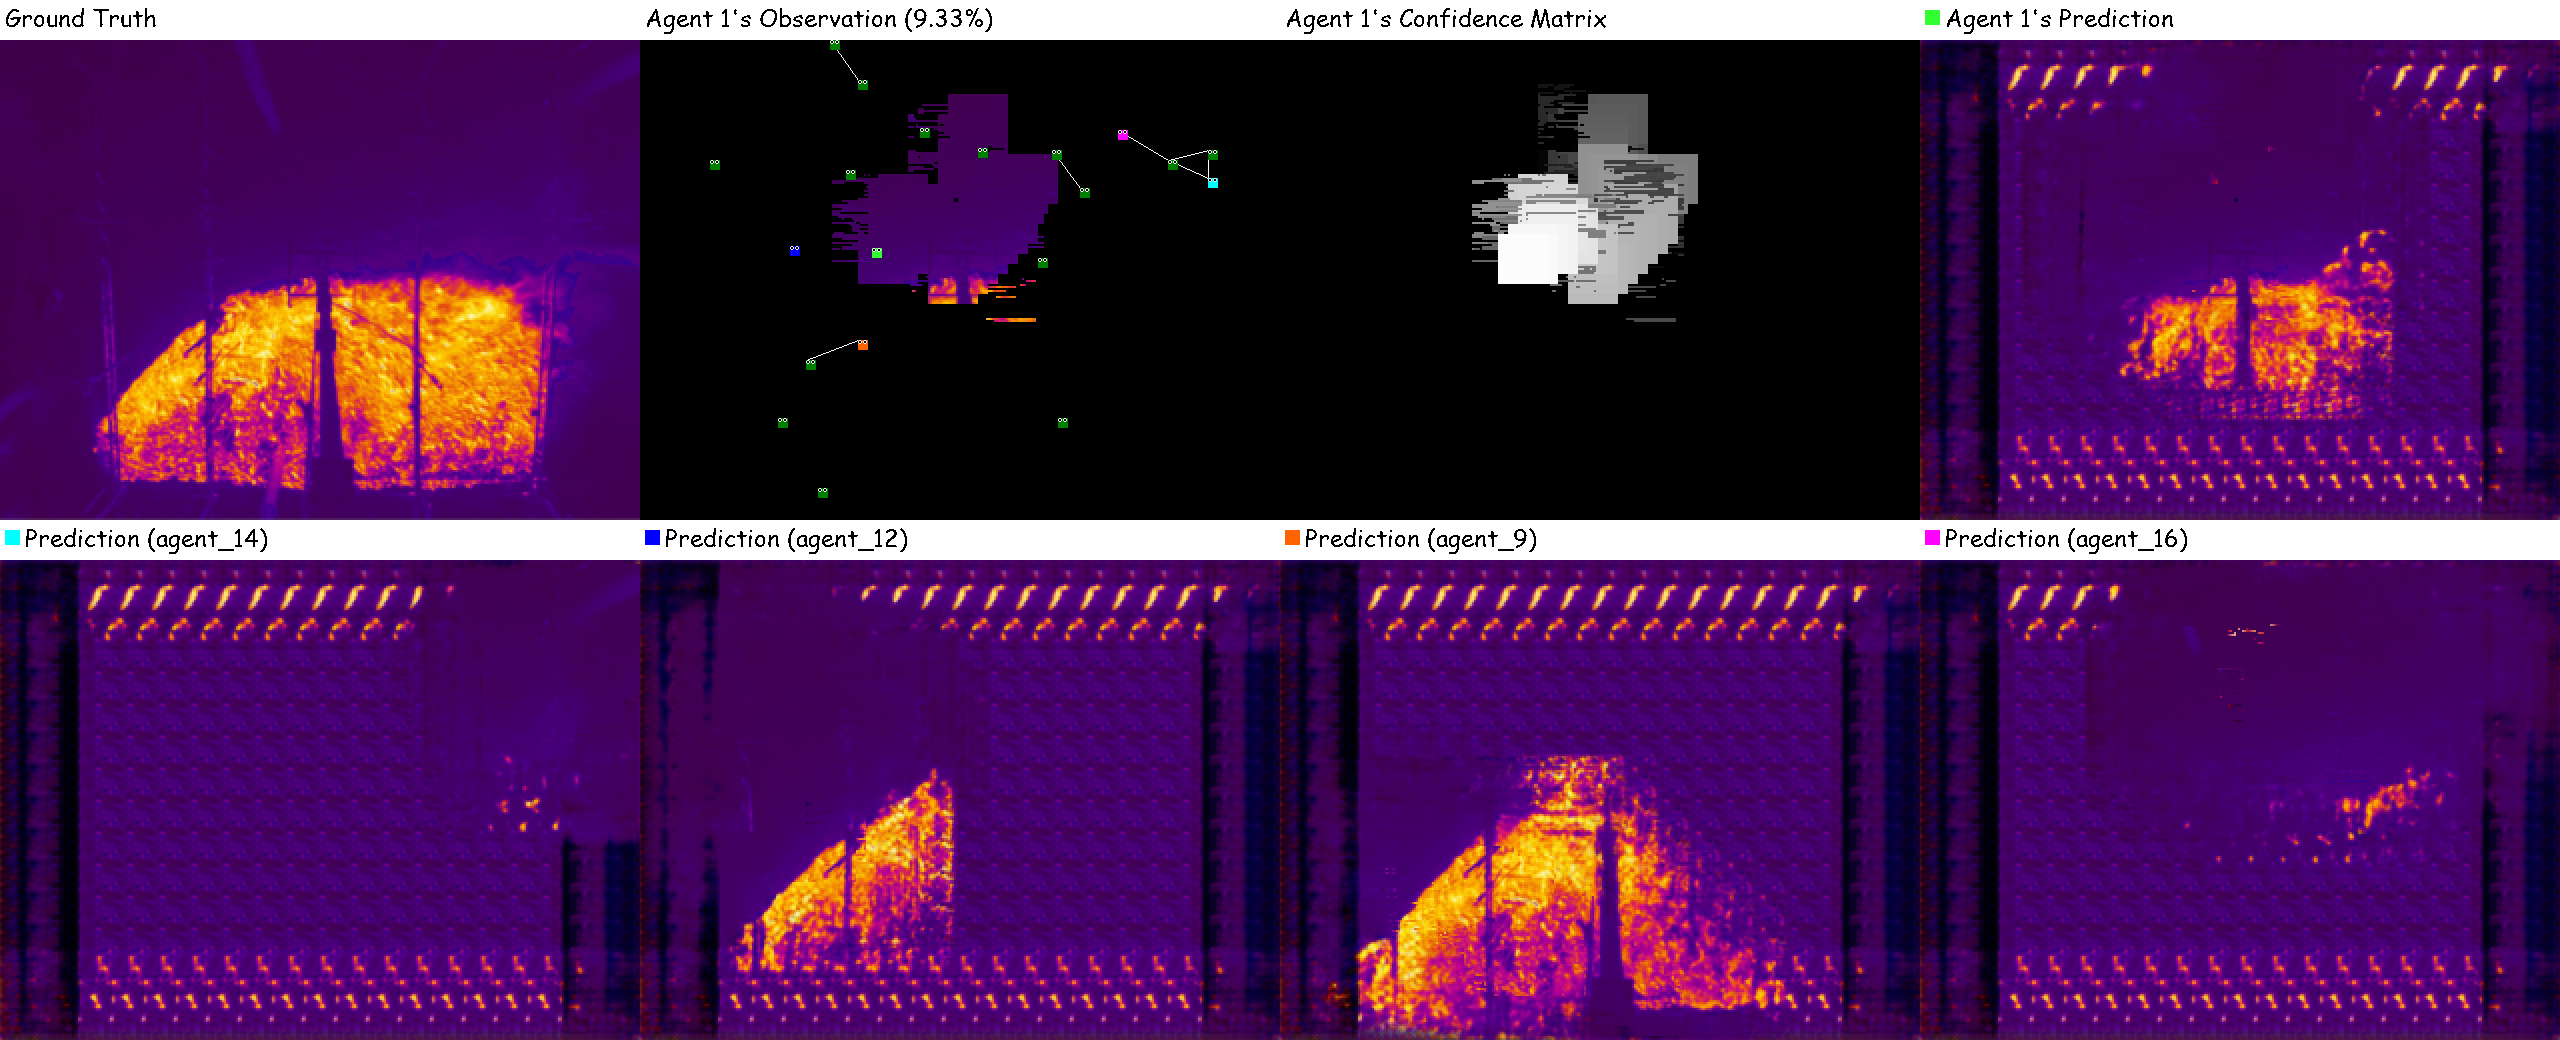 Ground Truth
Agent 1's Observation (9.33%)
Agent 1's Confidence Matrix
Agent 1's Prediction
Prediction (agent_14)
Prediction (agent_12)
Prediction (agent_9)
Prediction (agent_16)